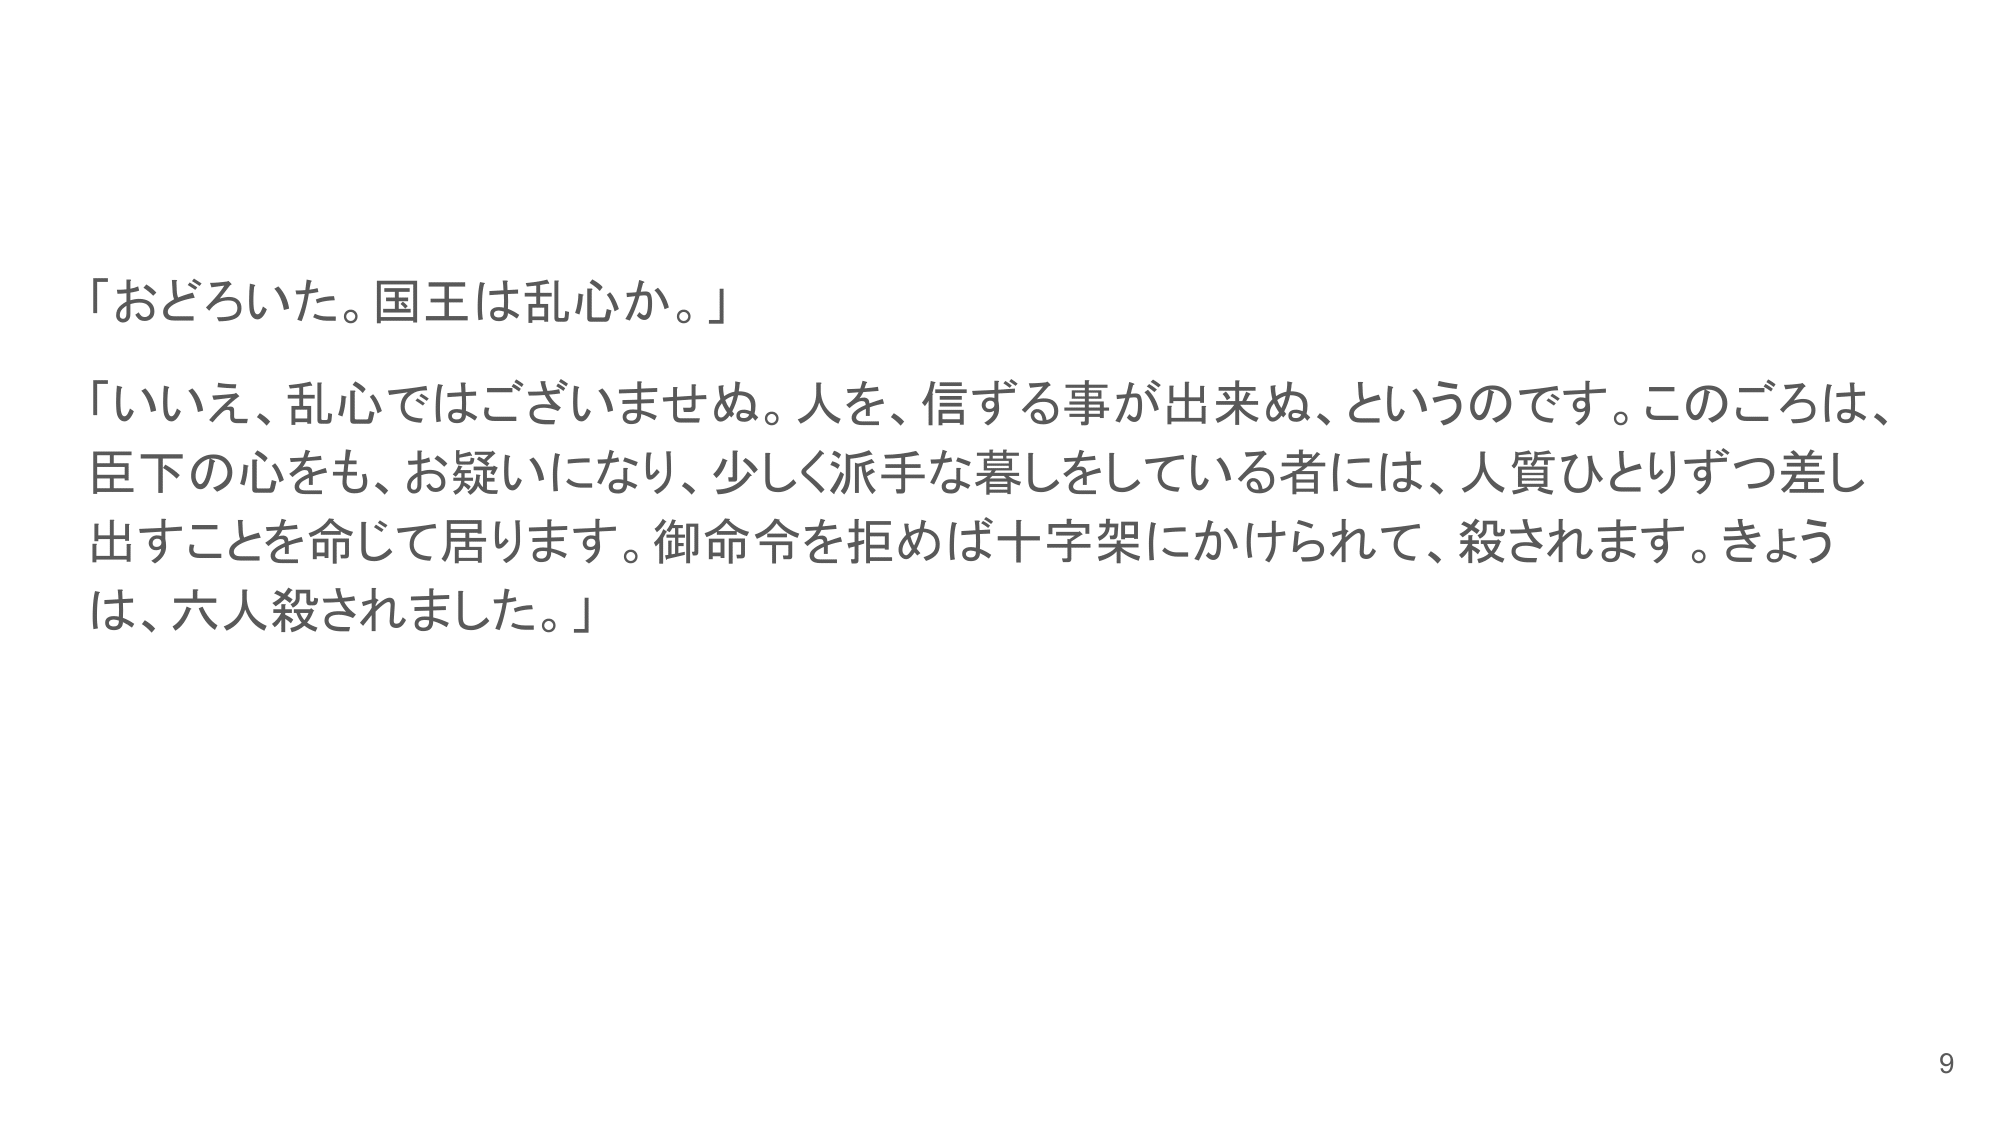 「おどろいた。国王は乱心か。」
「いいえ、乱心ではございませぬ。人を、信ずる事が出来ぬ、というのです。このごろは、
臣下の心をも、お疑いになり、少しく派手な暮しをしている者には、人質ひとりずつ差し
出すことを命じて居ります。御命令を拒めば十字架にかけられて、殺されます。きょう
は、六人殺されました。」
9